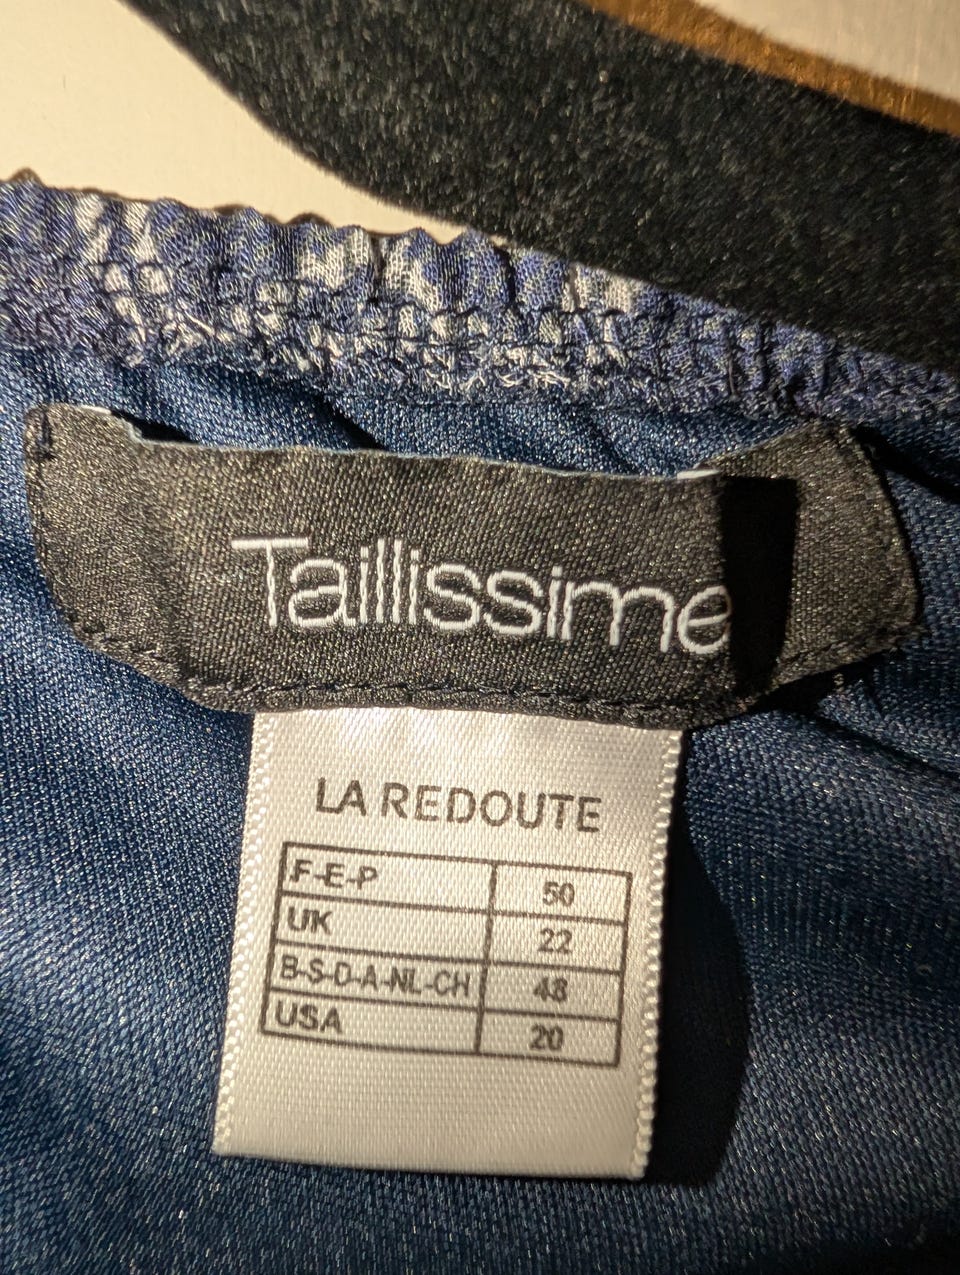 Taillissime
LA REDOUTE
F-E-P 50
UK 22
B-S-D-A-NL-CH 48
USA 20